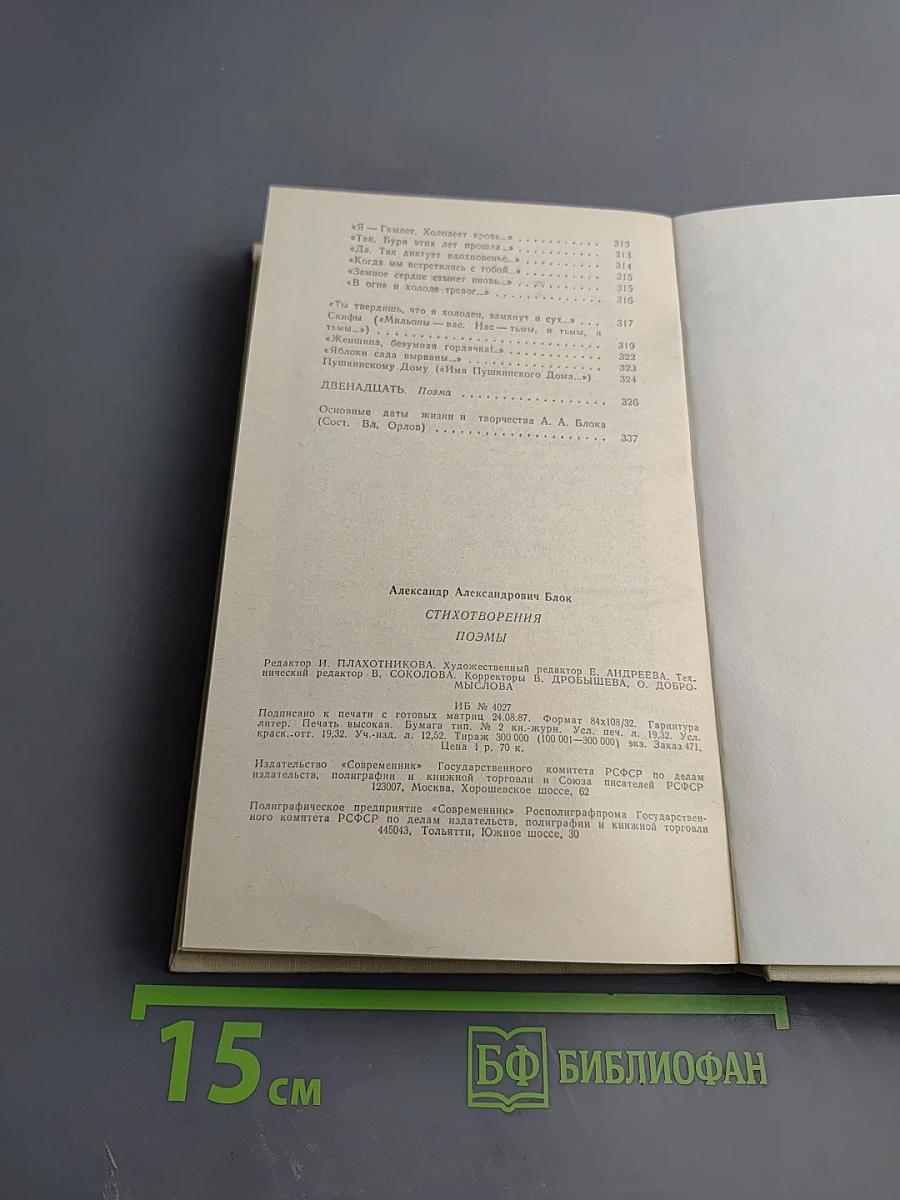 «Я — Гамлет. Холодеет кровь...» . . . . . . . . . . . 313
«Так. Буря этих лет прошла...» . . . . . . . . . . . 313
«Да. Так диктует вдохновенье...» . . . . . . . . . . 314
«Когда мы встретились с тобой...» . . . . . . . . . . 315
«Земное сердце стынет вновь...» . . . . . . . . . . . 315
«В огне и холоде тревог...» . . . . . . . . . . . . . 316
«Ты твердишь, что я холоден, замкнут и сух...» . . . 317
Скифы («Мильоны — вас. Нас — тьмы, и тьмы, и
тьмы...») . . . . . . . . . . . . . . . . . . . . . . 319
«Женщина, безумная гордячка!..» . . . . . . . . . . . 322
«Яблоки сада вырваны...» . . . . . . . . . . . . . . 323
Пушкинскому Дому («Имя Пушкинского Дома...») 324
ДВЕНАДЦАТЬ. Поэма . . . . . . . . . . . . . . . . . . 326
Основные даты жизни и творчества А. А. Блока
(Сост. Вл. Орлов) . . . . . . . . . . . . . . . . . . 337
Александр Александрович Блок
СТИХОТВОРЕНИЯ
ПОЭМЫ
Редактор И. ПЛАХОТНИКОВА. Художественный редактор Е. АНДРЕЕВА. Тех-
нический редактор В. СОКОЛОВА. Корректоры В. ДРОБЫШЕВА, О. ДОБРО-
МЫСЛОВА
ИБ № 4027
Подписано к печати с готовых матриц 24.08.87. Формат 84х108/32. Гарнитура
литер. Печать высокая. Бумага тип. № 2 кн.-журн. Усл. печ. л. 19,32. Усл.
краск.-отт. 19,32. Уч.-изд. л. 12,52. Тираж 300 000 (100 001—300 000) экз. Заказ 471.
Цена 1 р. 70 к.
Издательство «Современник» Государственного комитета РСФСР по делам
издательств, полиграфии и книжной торговли и Союза писателей РСФСР
123007, Москва, Хорошевское шоссе, 62
Полиграфическое предприятие «Современник» Росполиграфпрома Государствен-
ного комитета РСФСР по делам издательств, полиграфии и книжной торговли
445043, Тольятти, Южное шоссе, 30
15 см
БФ БИБЛИОФАН